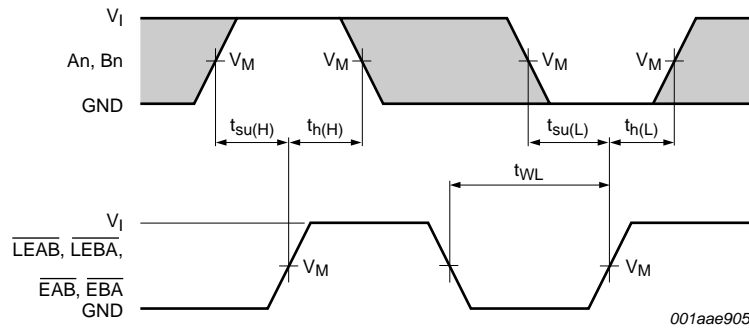 VI
An, Bn
VM
VM
VM
VM
GND
tsu(H)
th(H)
tsu(L)
th(L)
tWL
VI
LEAB, LEBA,
VM
VM
EAB, EBA
GND
001aae905